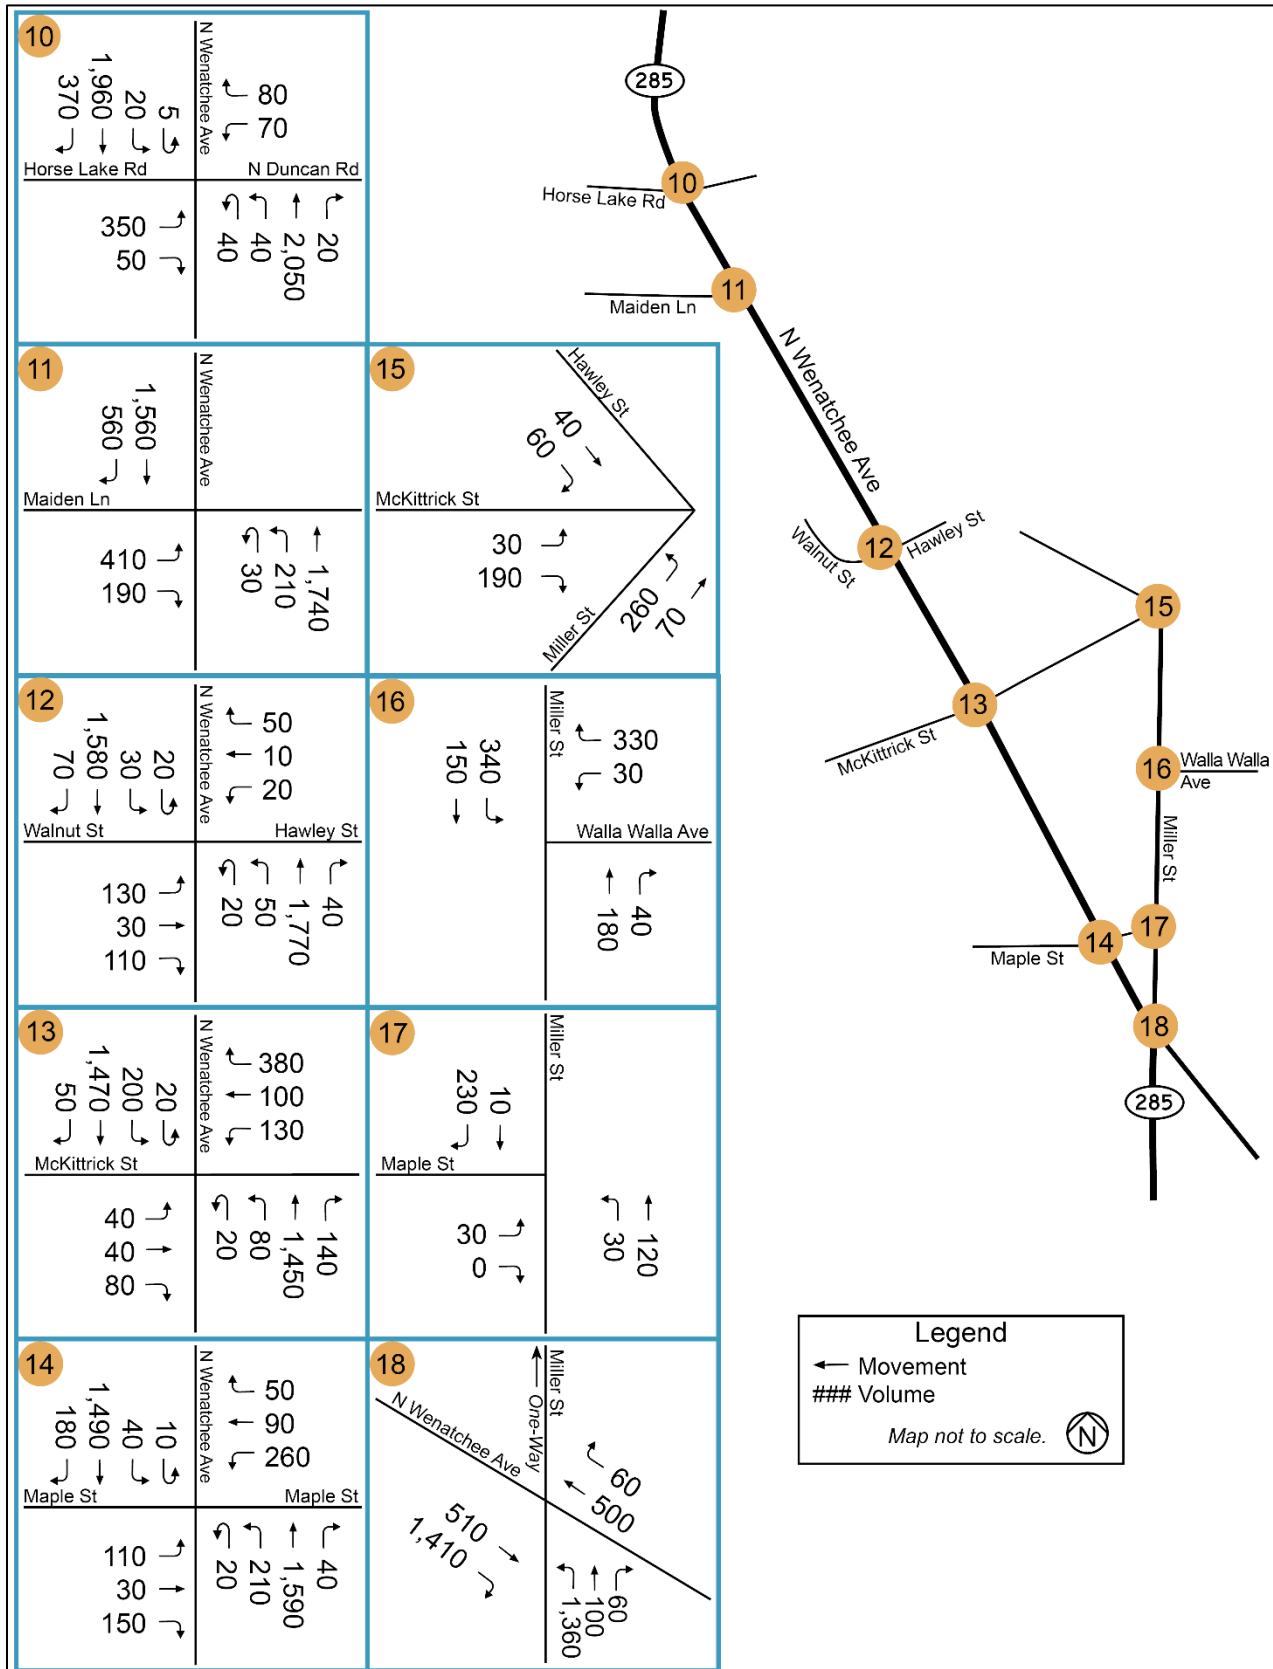 10
N Wenatchee Ave
370
1,960
20
5
80
70
Horse Lake Rd
N Duncan Rd
350
50
40
40
2,050
20
11
N Wenatchee Ave
560
1,560
Maiden Ln
410
190
30
210
1,740
12
N Wenatchee Ave
70
1,580
30
20
50
10
20
Walnut St
Hawley St
130
30
110
20
50
1,770
40
13
N Wenatchee Ave
50
1,470
200
20
380
100
130
McKittrick St
40
40
80
20
80
1,450
140
14
N Wenatchee Ave
180
1,490
40
10
50
90
260
Maple St
Maple St
110
30
150
20
210
1,590
40
15
Hawley St
40
60
McKittrick St
30
190
Miller St
260
70
16
Miller St
150
340
330
30
Walla Walla Ave
180
40
17
Miller St
230
10
Maple St
30
0
30
120
18
Miller St
One-Way
N Wenatchee Ave
60
500
510
1,410
1,360
100
60
285
10
Horse Lake Rd
11
Maiden Ln
N Wenatchee Ave
12
Walnut St
Hawley St
15
13
McKittrick St
16
Walla Walla
Ave
Miller St
17
14
Maple St
18
285
Legend
Movement
### Volume
Map not to scale.
N